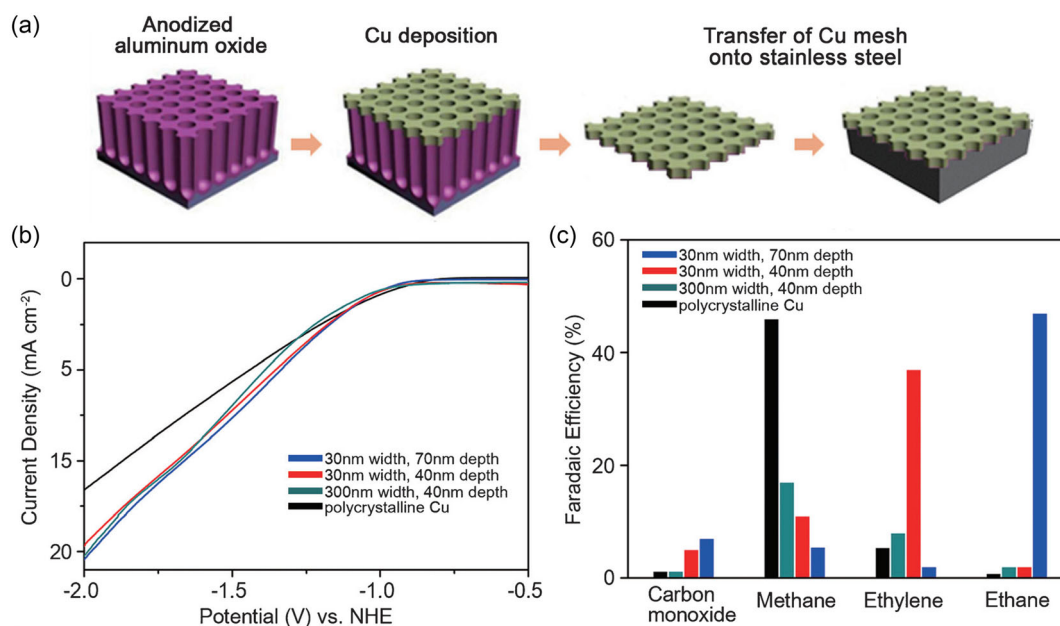 (a)
Anodized
aluminum oxide
Cu deposition
Transfer of Cu mesh
onto stainless steel
(b)
0
5
15
20
Current Density (mA cm⁻²)
30nm width, 70nm depth
30nm width, 40nm depth
300nm width, 40nm depth
polycrystalline Cu
-2.0
-1.5
-1.0
-0.5
Potential (V) vs. NHE
(c)
60
40
20
0
Faradaic Efficiency (%)
30nm width, 70nm depth
30nm width, 40nm depth
300nm width, 40nm depth
polycrystalline Cu
Carbon
monoxide
Methane
Ethylene
Ethane